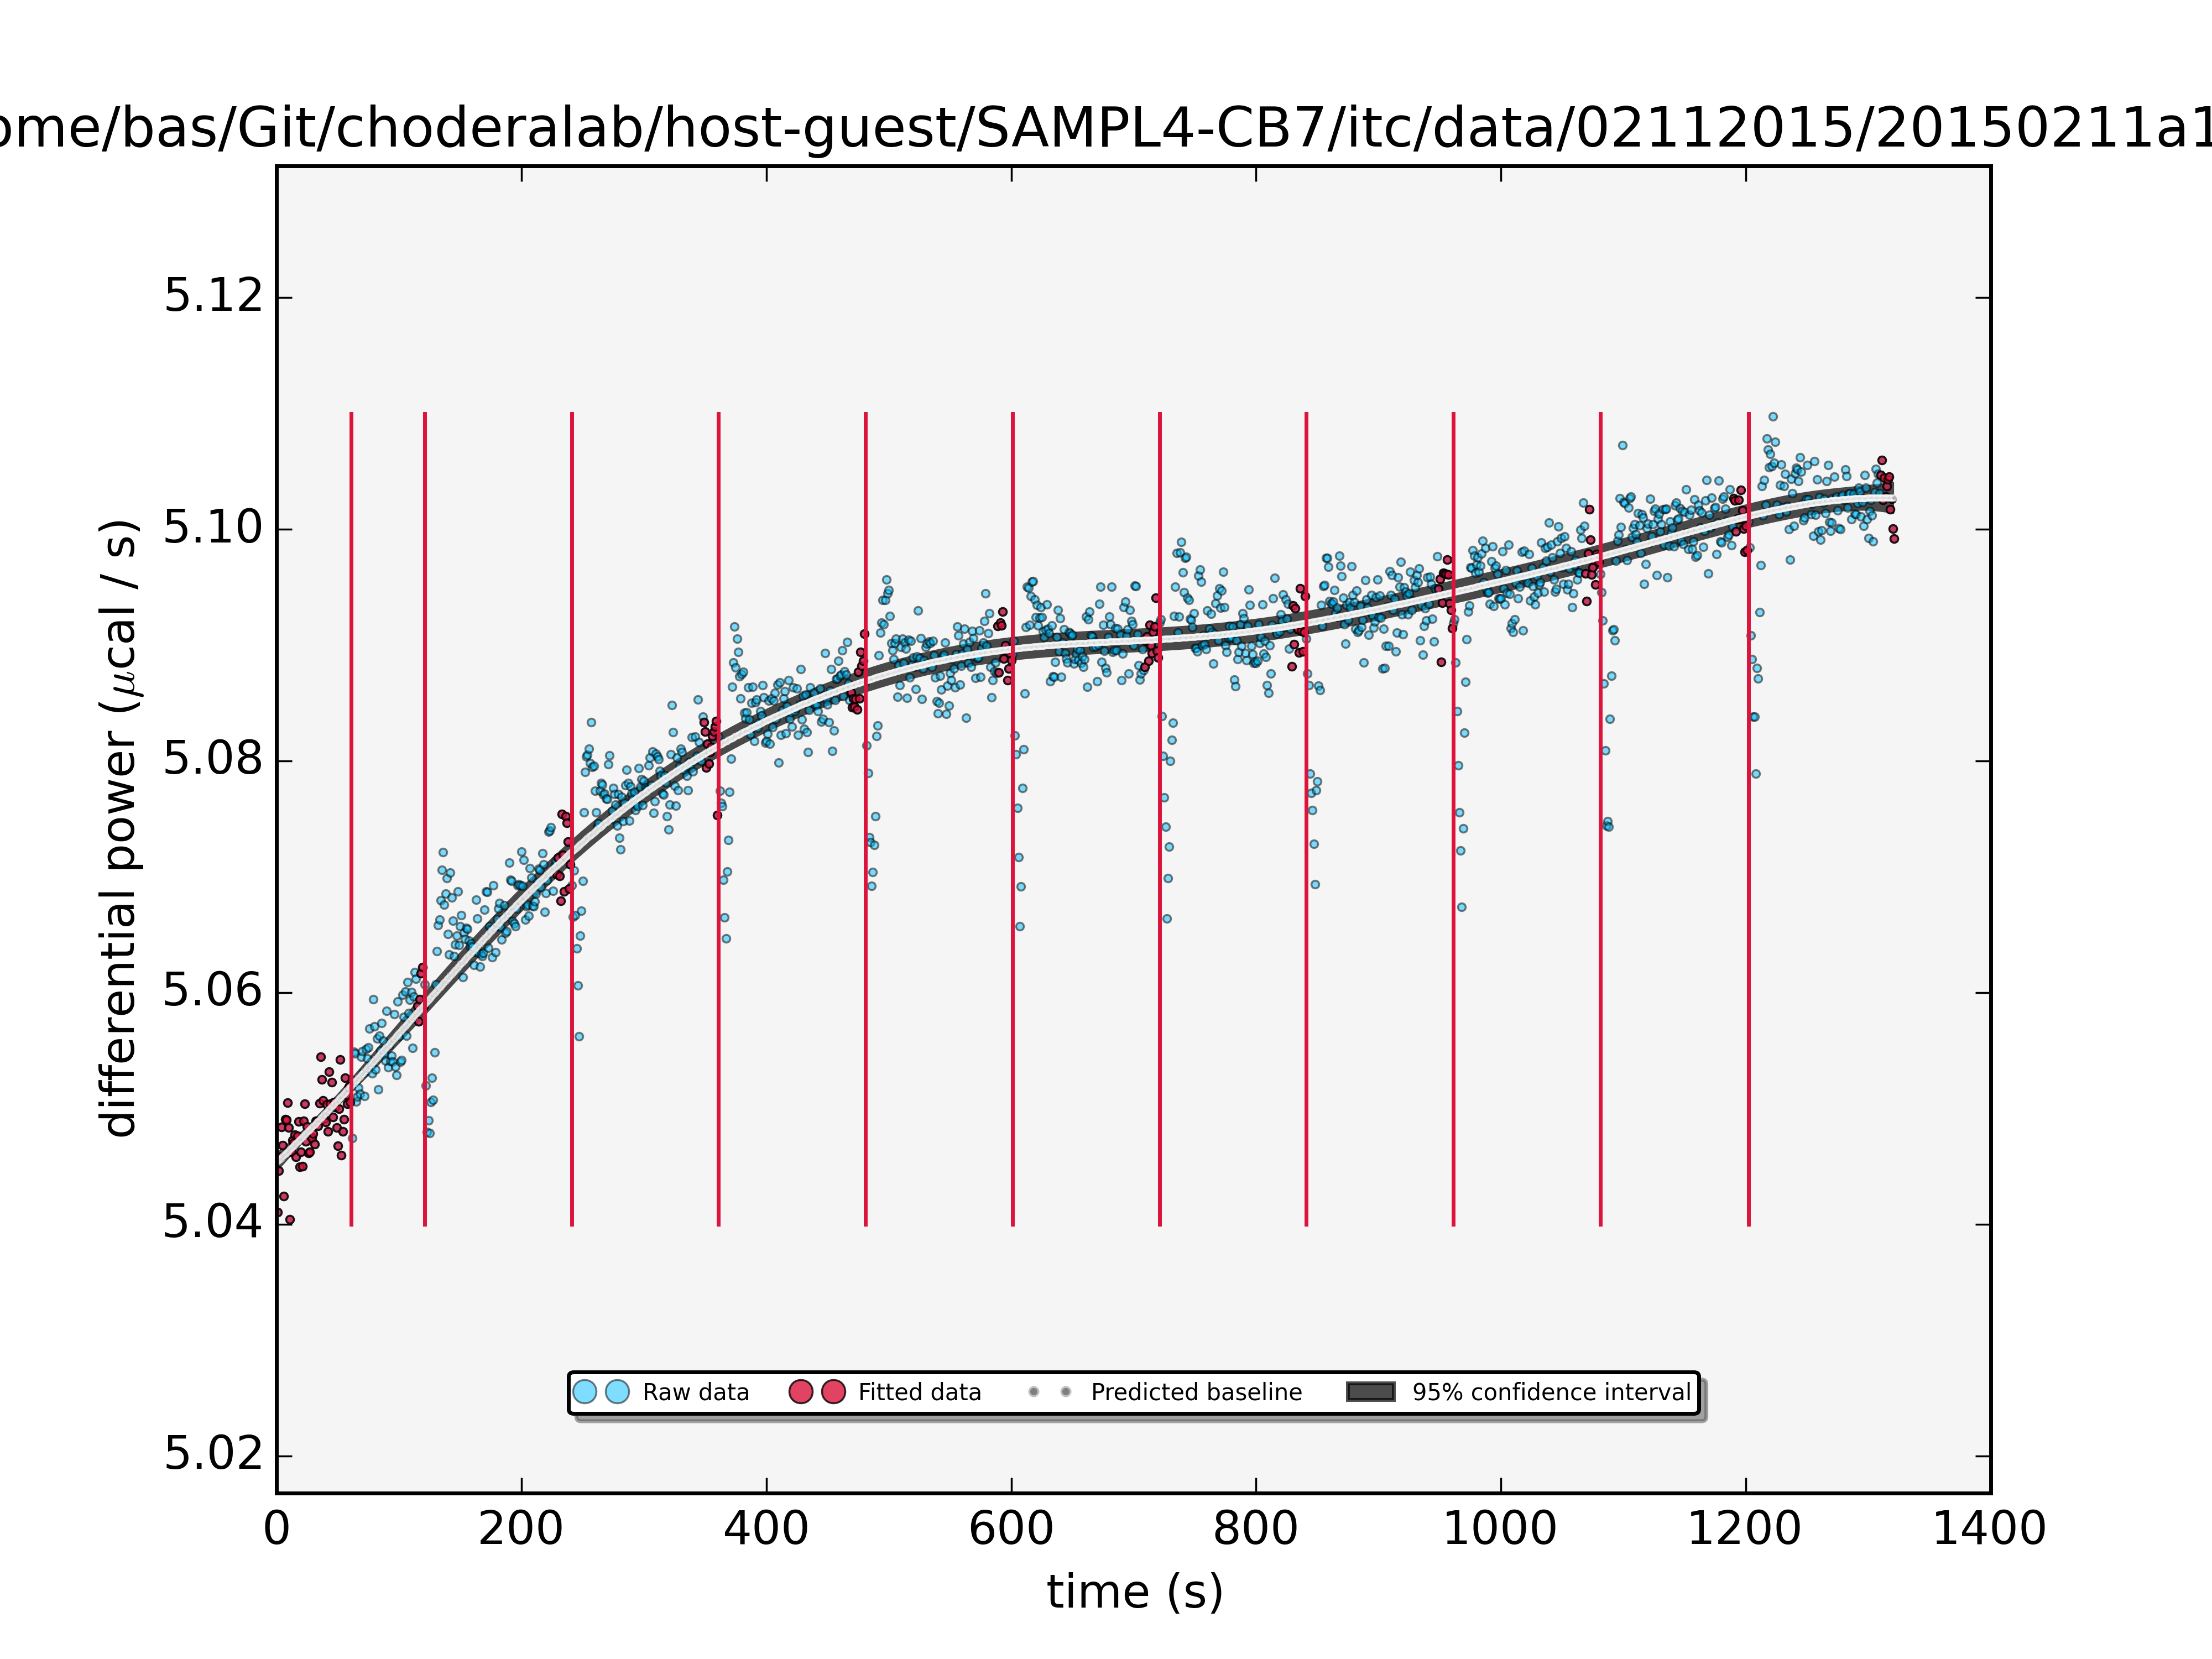 ome/bas/Git/choderalab/host-guest/SAMPL4-CB7/itc/data/02112015/20150211a1
5.12
5.10
5.08
5.06
5.04
5.02
differential power (μcal / s)
Raw data Fitted data Predicted baseline 95% confidence interval
0 200 400 600 800 1000 1200 1400
time (s)